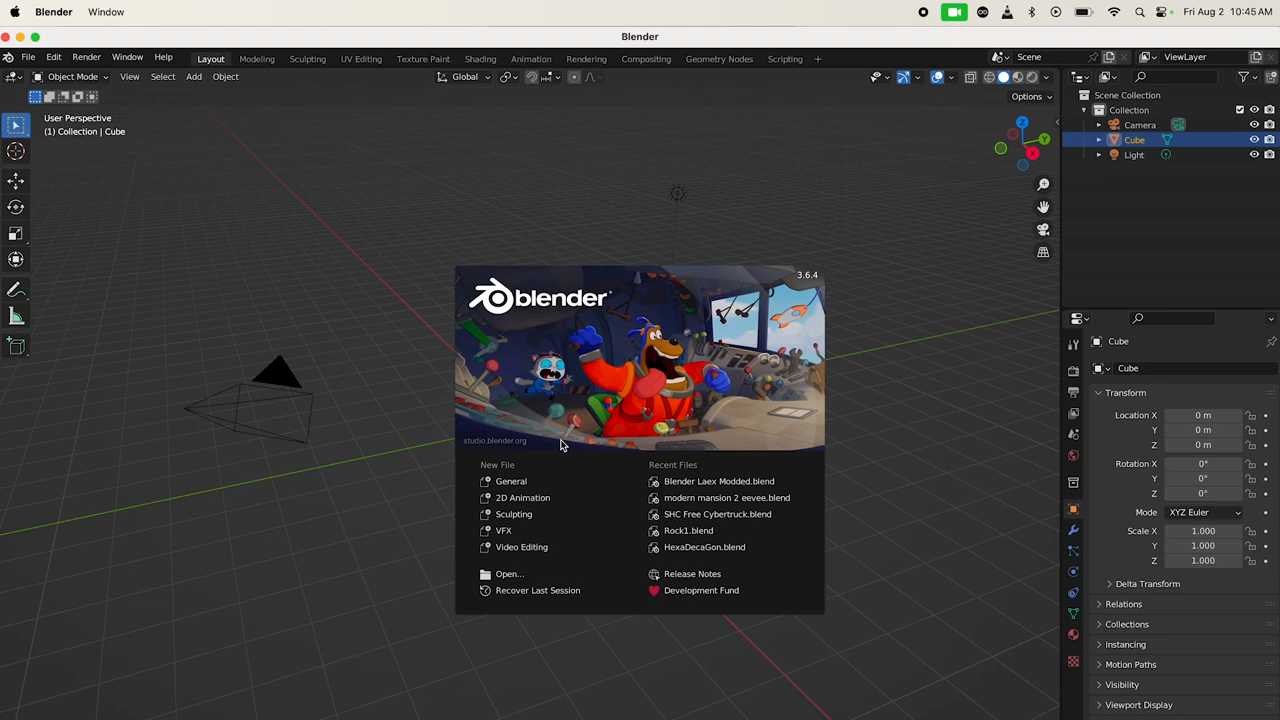 Blender Window Fri Aug 2 10:45 AM
Blender
File Edit Render Window Help Layout Modeling Sculpting UV Editing Texture Paint Shading Animation Rendering Compositing Geometry Nodes Scripting + Scene ViewLayer
Object Mode View Select Add Object Global
Options
User Perspective
(1) Collection | Cube
Z
Y
X
Scene Collection
Collection
Camera
Cube
Light
blender
3.6.4
studio.blender.org
New File
General
2D Animation
Sculpting
VFX
Video Editing
Open...
Recover Last Session
Recent Files
Blender Laex Modded.blend
modern mansion 2 eevee.blend
SHC Free Cybertruck.blend
Rock1.blend
HexaDecaGon.blend
Release Notes
Development Fund
Cube
Cube
Transform
Location X 0 m
Y 0 m
Z 0 m
Rotation X 0°
Y 0°
Z 0°
Mode XYZ Euler
Scale X 1.000
Y 1.000
Z 1.000
Delta Transform
Relations
Collections
Instancing
Motion Paths
Visibility
Viewport Display